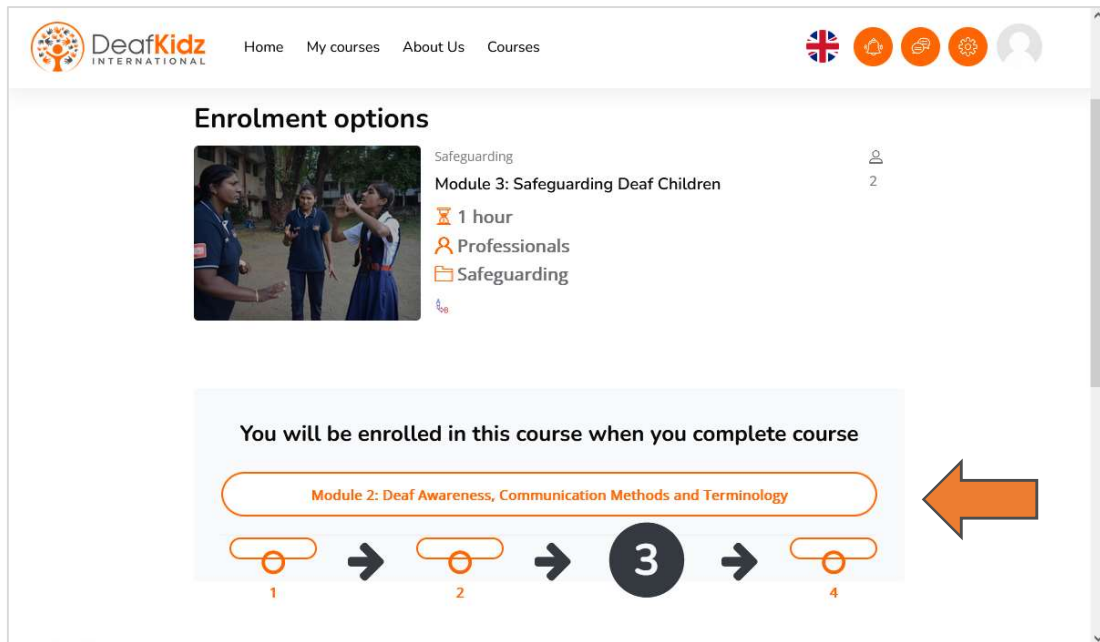 DeafKidz
INTERNATIONAL
Home My courses About Us Courses
Enrolment options
Safeguarding
Module 3: Safeguarding Deaf Children
2
1 hour
Professionals
Safeguarding
You will be enrolled in this course when you complete course
Module 2: Deaf Awareness, Communication Methods and Terminology
3
1 2 4